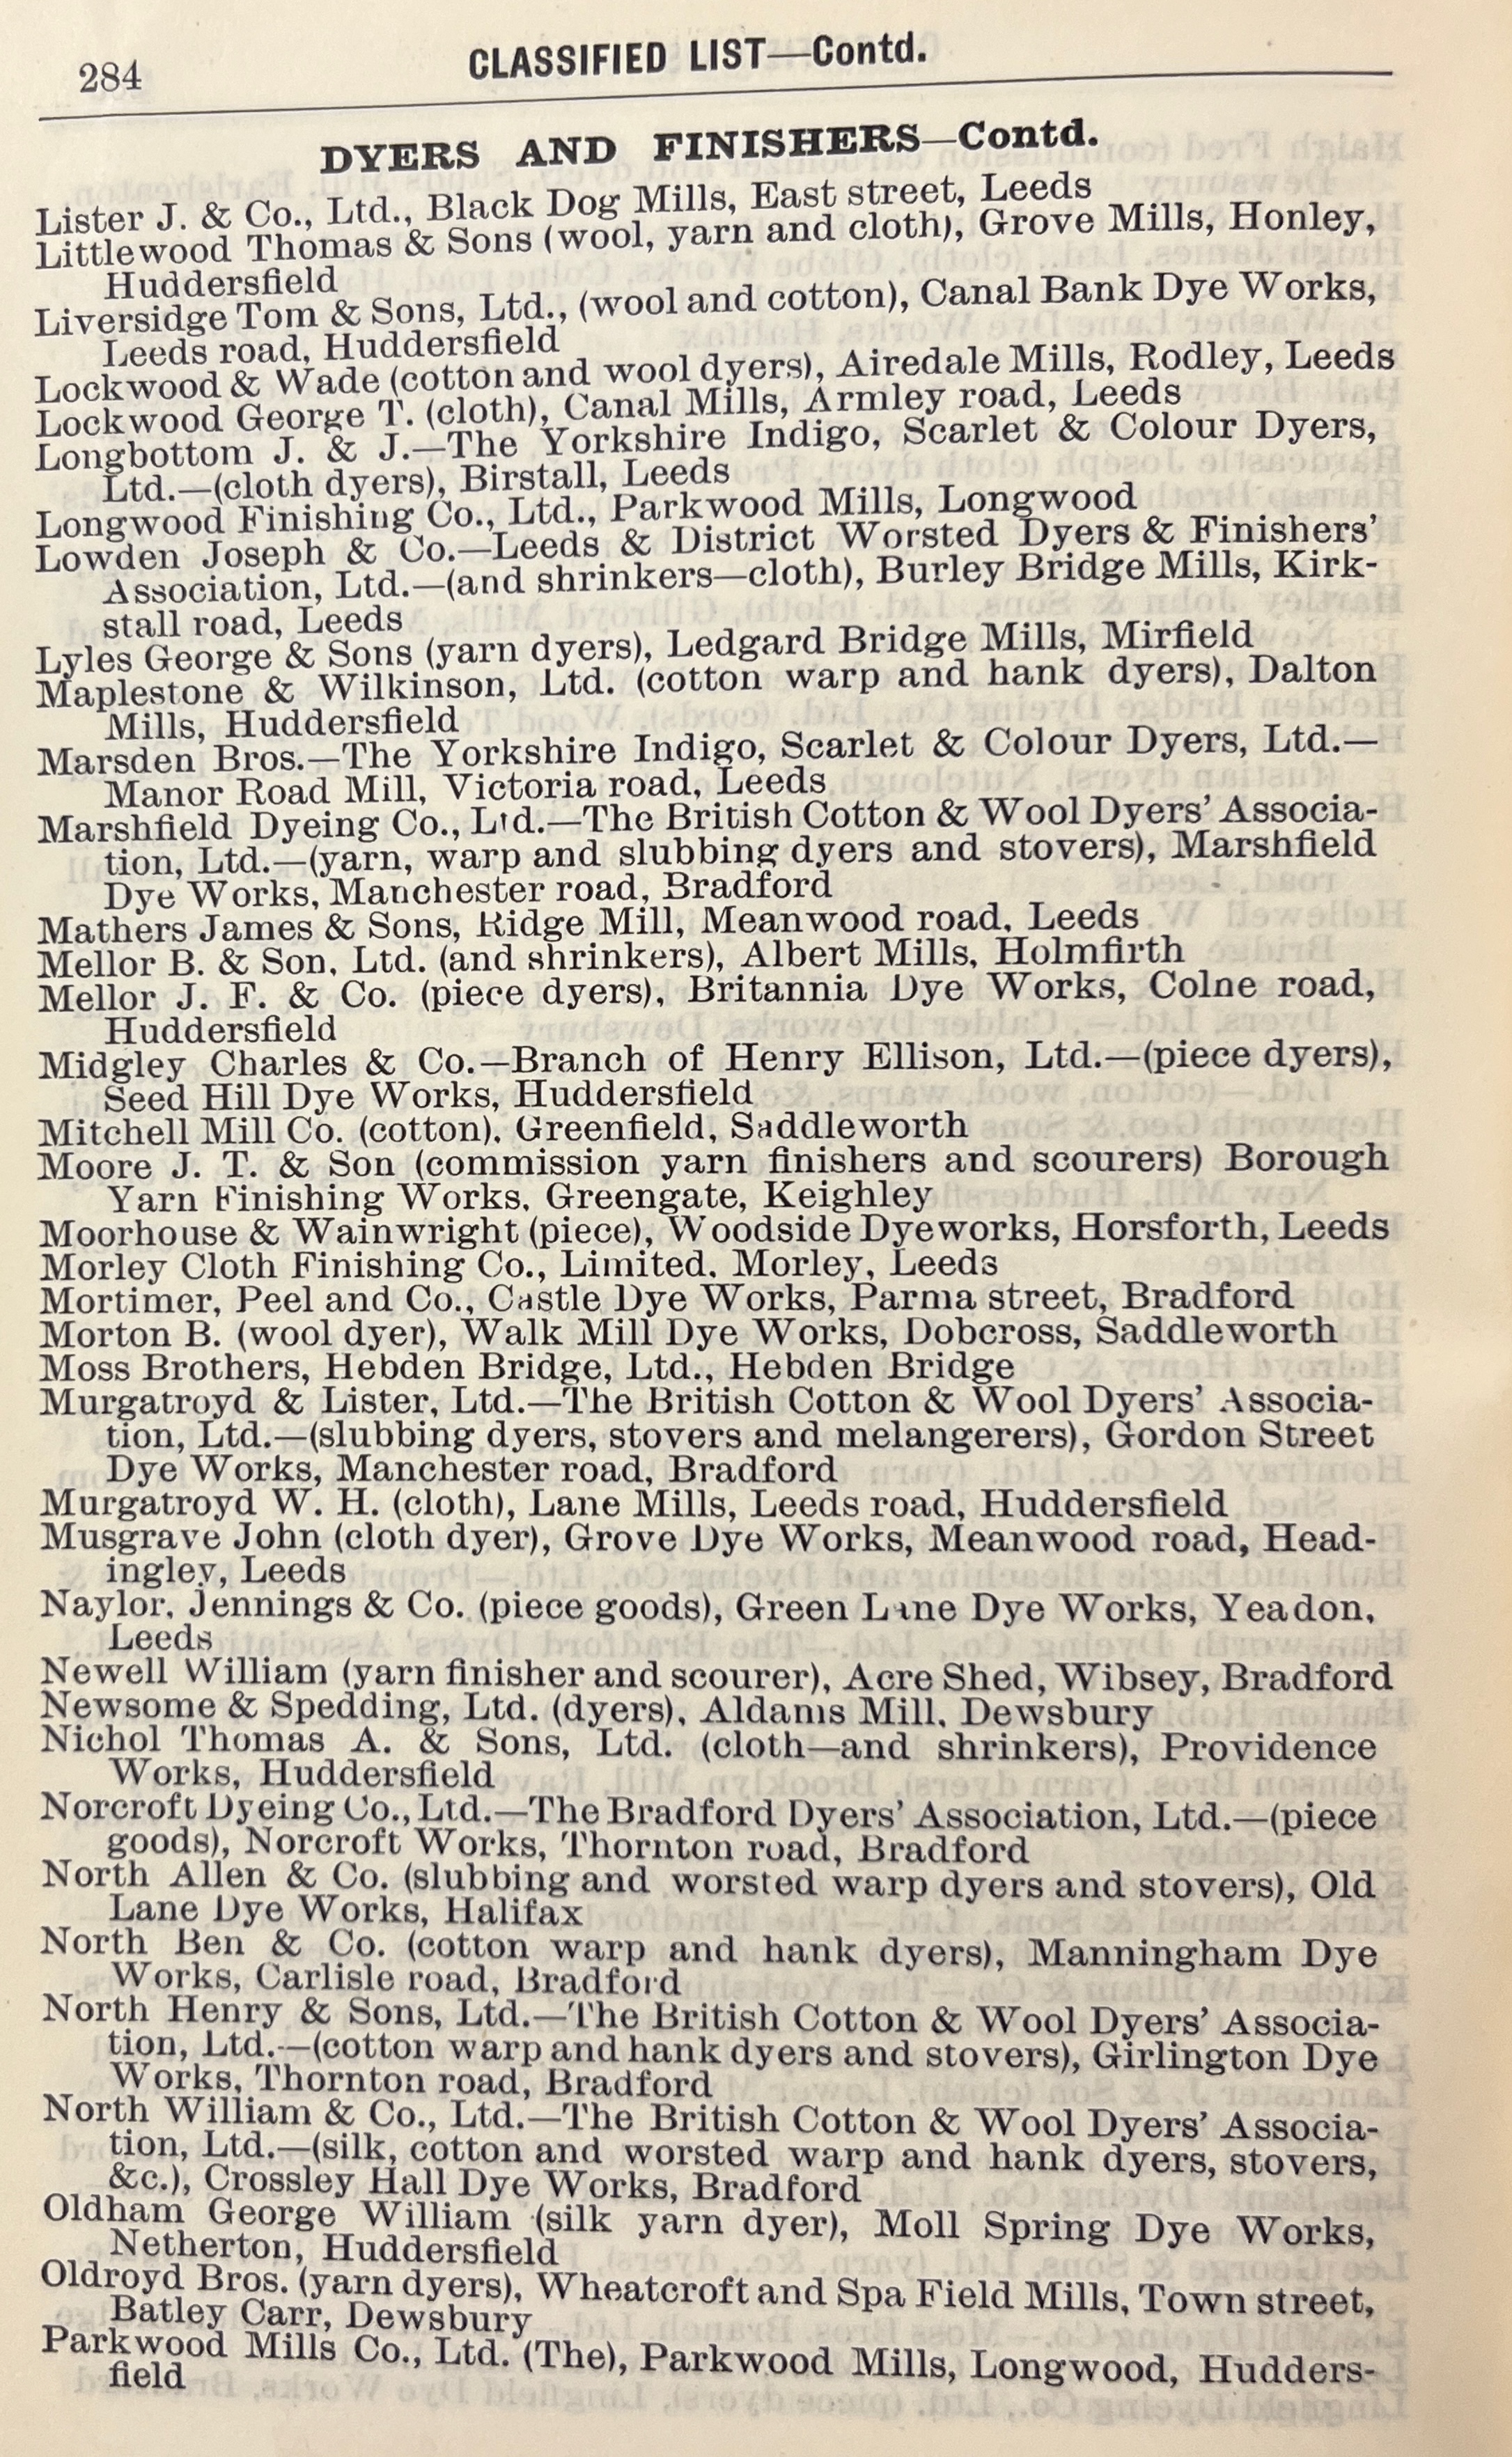 284
CLASSIFIED LIST—Contd.
DYERS AND FINISHERS—Contd.
Lister J. & Co., Ltd., Black Dog Mills, East street, Leeds
Littlewood Thomas & Sons (wool, yarn and cloth), Grove Mills, Honley,
Huddersfield
Liversidge Tom & Sons, Ltd., (wool and cotton), Canal Bank Dye Works,
Leeds road, Huddersfield
Lockwood & Wade (cotton and wool dyers), Airedale Mills, Rodley, Leeds
Lockwood George T. (cloth), Canal Mills, Armley road, Leeds
Longbottom J. & J.—The Yorkshire Indigo, Scarlet & Colour Dyers,
Ltd.—(cloth dyers), Birstall, Leeds
Longwood Finishing Co., Ltd., Parkwood Mills, Longwood
Lowden Joseph & Co.—Leeds & District Worsted Dyers & Finishers'
Association, Ltd.—(and shrinkers—cloth), Burley Bridge Mills, Kirk-
stall road, Leeds
Lyles George & Sons (yarn dyers), Ledgard Bridge Mills, Mirfield
Maplestone & Wilkinson, Ltd. (cotton warp and hank dyers), Dalton
Mills, Huddersfield
Marsden Bros.—The Yorkshire Indigo, Scarlet & Colour Dyers, Ltd.—
Manor Road Mill, Victoria road, Leeds
Marshfield Dyeing Co., Ltd.—The British Cotton & Wool Dyers' Associa-
tion, Ltd.—(yarn, warp and slubbing dyers and stovers), Marshfield
Dye Works, Manchester road, Bradford
Mathers James & Sons, Ridge Mill, Meanwood road, Leeds
Mellor B. & Son, Ltd. (and shrinkers), Albert Mills, Holmfirth
Mellor J. F. & Co. (piece dyers), Britannia Dye Works, Colne road,
Huddersfield
Midgley Charles & Co.—Branch of Henry Ellison, Ltd.—(piece dyers),
Seed Hill Dye Works, Huddersfield
Mitchell Mill Co. (cotton), Greenfield, Saddleworth
Moore J. T. & Son (commission yarn finishers and scourers) Borough
Yarn Finishing Works, Greengate, Keighley
Moorhouse & Wainwright (piece), Woodside Dyeworks, Horsforth, Leeds
Morley Cloth Finishing Co., Limited, Morley, Leeds
Mortimer, Peel and Co., Castle Dye Works, Parma street, Bradford
Morton B. (wool dyer), Walk Mill Dye Works, Dobcross, Saddleworth
Moss Brothers, Hebden Bridge, Ltd., Hebden Bridge
Murgatroyd & Lister, Ltd.—The British Cotton & Wool Dyers' Associa-
tion, Ltd.—(slubbing dyers, stovers and melangerers), Gordon Street
Dye Works, Manchester road, Bradford
Murgatroyd W. H. (cloth), Lane Mills, Leeds road, Huddersfield
Musgrave John (cloth dyer), Grove Dye Works, Meanwood road, Head-
ingley, Leeds
Naylor, Jennings & Co. (piece goods), Green Lane Dye Works, Yeadon,
Leeds
Newell William (yarn finisher and scourer), Acre Shed, Wibsey, Bradford
Newsome & Spedding, Ltd. (dyers), Aldams Mill, Dewsbury
Nichol Thomas A. & Sons, Ltd. (cloth—and shrinkers), Providence
Works, Huddersfield
Norcroft Dyeing Co., Ltd.—The Bradford Dyers' Association, Ltd.—(piece
goods), Norcroft Works, Thornton road, Bradford
North Allen & Co. (slubbing and worsted warp dyers and stovers), Old
Lane Dye Works, Halifax
North Ben & Co. (cotton warp and hank dyers), Manningham Dye
Works, Carlisle road, Bradford
North Henry & Sons, Ltd.—The British Cotton & Wool Dyers' Associa-
tion, Ltd.—(cotton warp and hank dyers and stovers), Girlington Dye
Works, Thornton road, Bradford
North William & Co., Ltd.—The British Cotton & Wool Dyers' Associa-
tion, Ltd.—(silk, cotton and worsted warp and hank dyers, stovers,
&c.), Crossley Hall Dye Works, Bradford
Oldham George William (silk yarn dyer), Moll Spring Dye Works,
Netherton, Huddersfield
Oldroyd Bros. (yarn dyers), Wheatcroft and Spa Field Mills, Town street,
Batley Carr, Dewsbury
Parkwood Mills Co., Ltd. (The), Parkwood Mills, Longwood, Hudders-
field